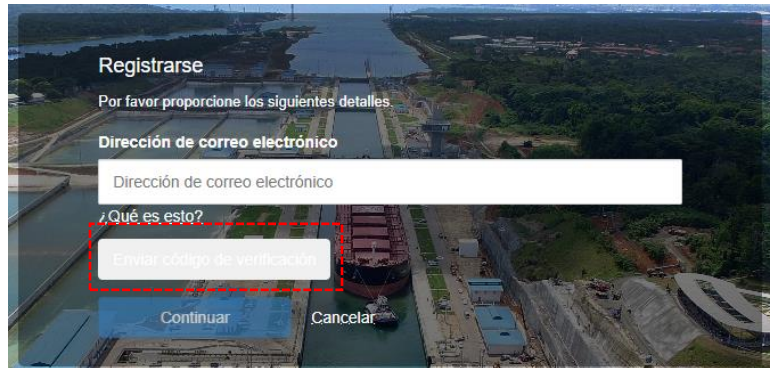 Registrarse
Por favor proporcione los siguientes detalles.
Dirección de correo electrónico
Dirección de correo electrónico
¿Qué es esto?
Enviar código de verificación
Continuar
Cancelar